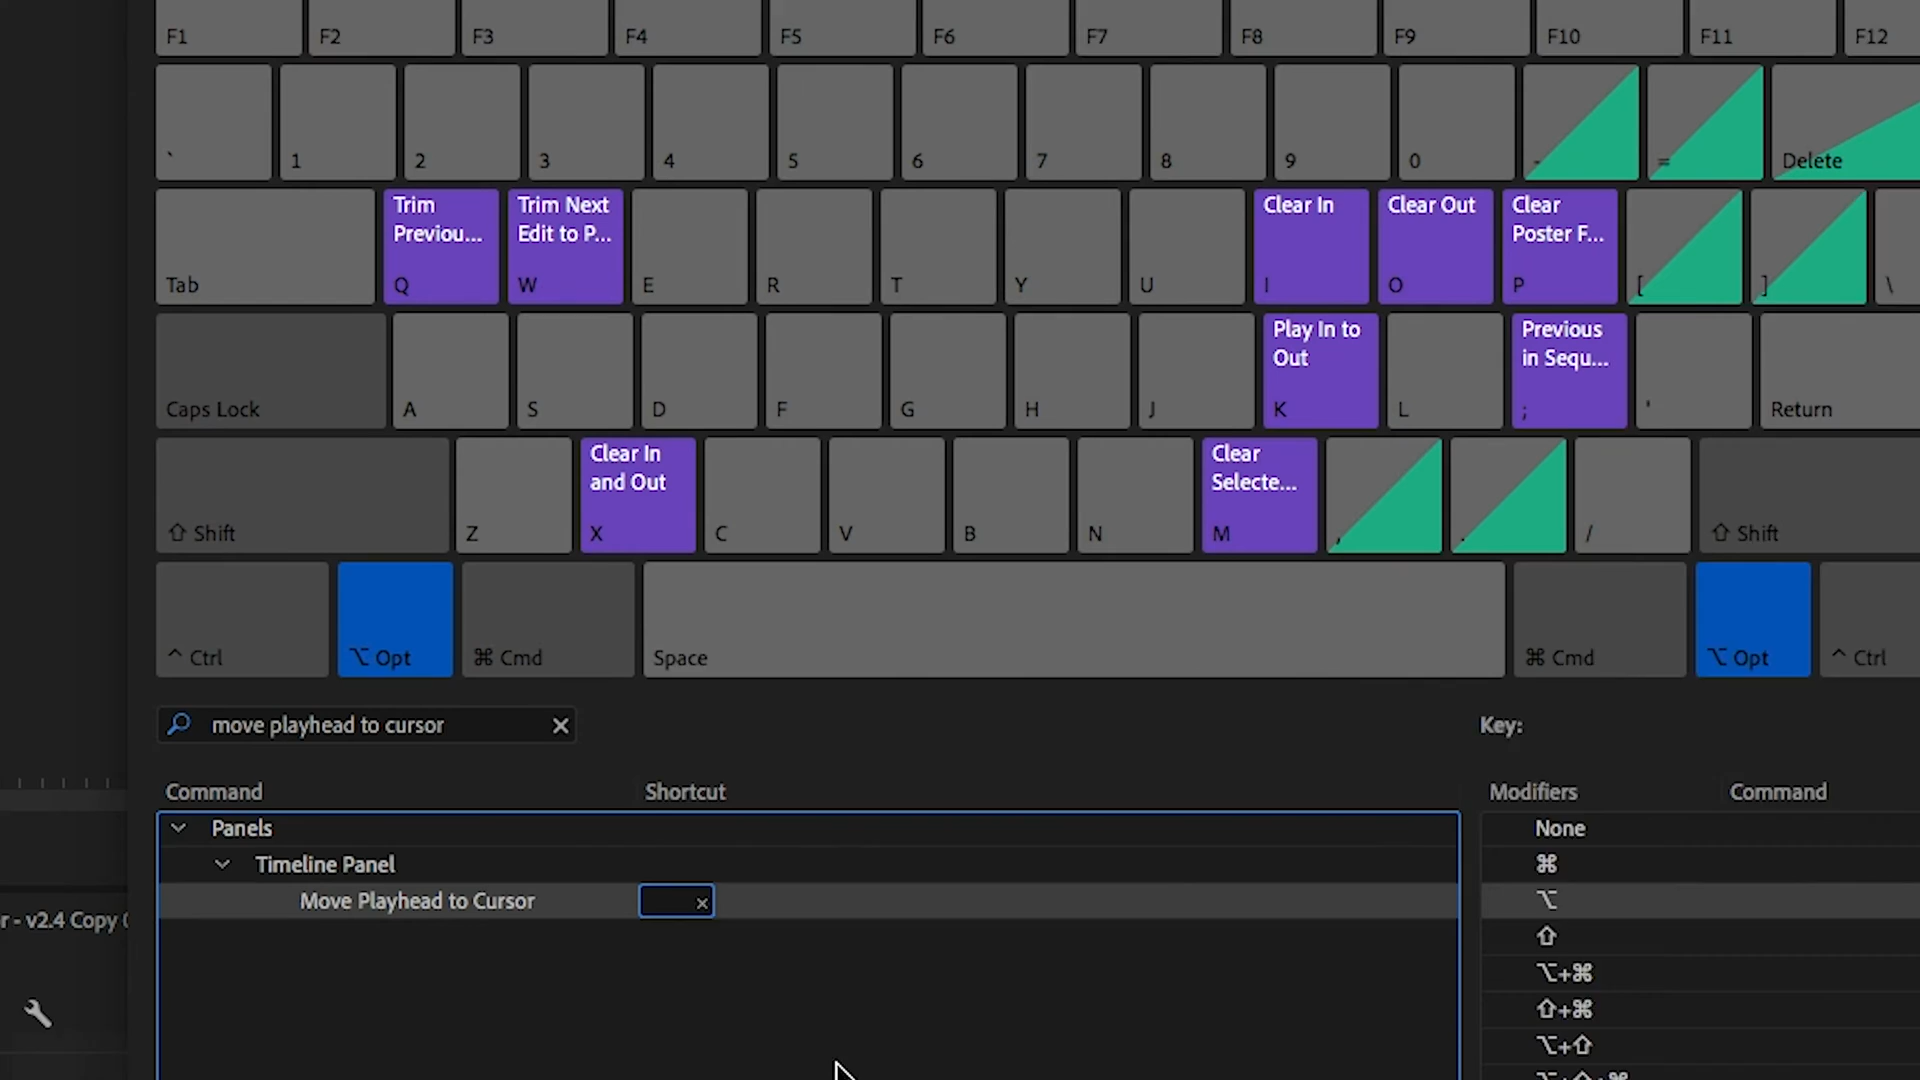 F1 F2 F3 F4 F5 F6 F7 F8 F9 F10 F11 F12
` 1 2 3 4 5 6 7 8 9 0 - = Delete
Trim Trim Next Clear In Clear Out Clear
Previou... Edit to P... Poster F...
Tab Q W E R T Y U I O P [ ] \
Play In to Previous
Out in Sequ...
Caps Lock A S D F G H J K L ; ' Return
Clear In Clear
and Out Selecte...
⇧ Shift Z X C V B N M , . / ⇧ Shift
^ Ctrl ⌥ Opt ⌘ Cmd Space ⌘ Cmd ⌥ Opt ^ Ctrl
move playhead to cursor Key:
Command Shortcut Modifiers Command
Panels None
Timeline Panel ⌘
Move Playhead to Cursor ⌥
r - v2.4 Copy
⇧
⌥+⌘
⇧+⌘
⌥+⇧